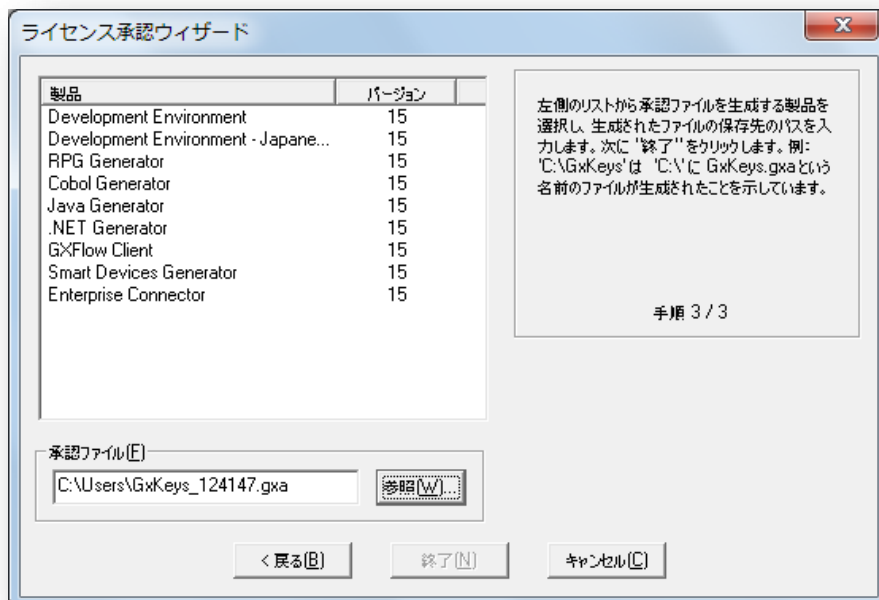 ライセンス承認ウィザード
製品 バージョン
Development Environment 15
Development Environment - Japane... 15
RPG Generator 15
Cobol Generator 15
Java Generator 15
.NET Generator 15
GXFlow Client 15
Smart Devices Generator 15
Enterprise Connector 15
左側のリストから承認ファイルを生成する製品を
選択し、生成されたファイルの保存先のパスを入
力します。次に "終了"をクリックします。例:
'C:\GxKeys'は 'C:\'に GxKeys.gxaという
名前のファイルが生成されたことを示しています。
手順 3 / 3
承認ファイル(F)
C:\Users\GxKeys_124147.gxa 参照(W)...
< 戻る(B) 終了(N) キャンセル(C)